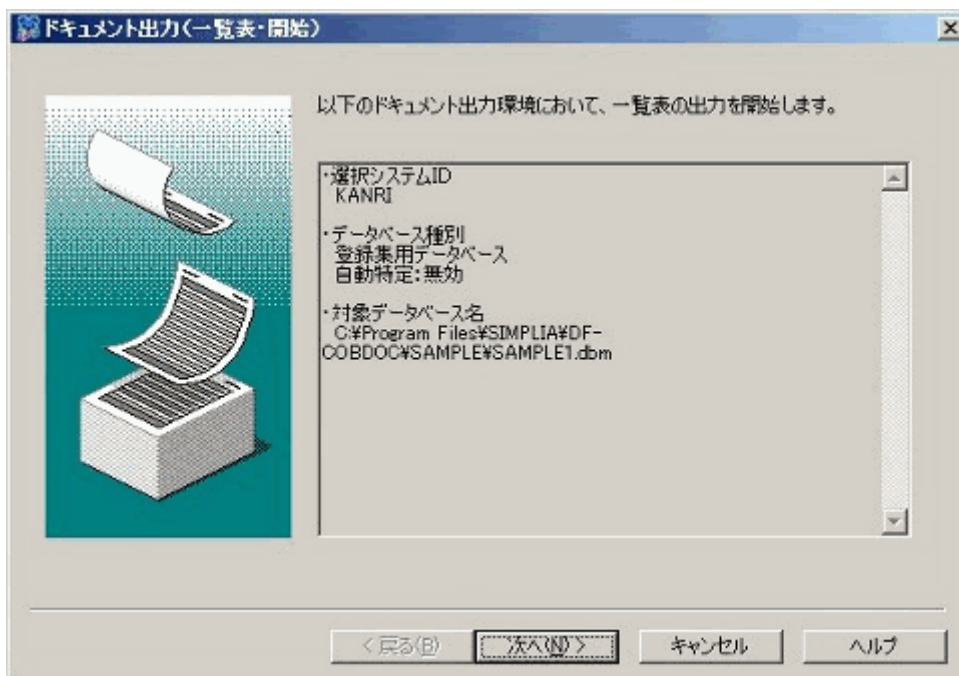 ドキュメント出力(一覧表・開始)
以下のドキュメント出力環境において、一覧表の出力を開始します。
・選択システムID
KANRI
・データベース種別
登録集用データベース
自動特定:無効
・対象データベース名
C:¥Program Files¥SIMPLIA¥DF-
COBDOC¥SAMPLE¥SAMPLE1.dbm
< 戻る(B) 次へ(N) > キャンセル ヘルプ